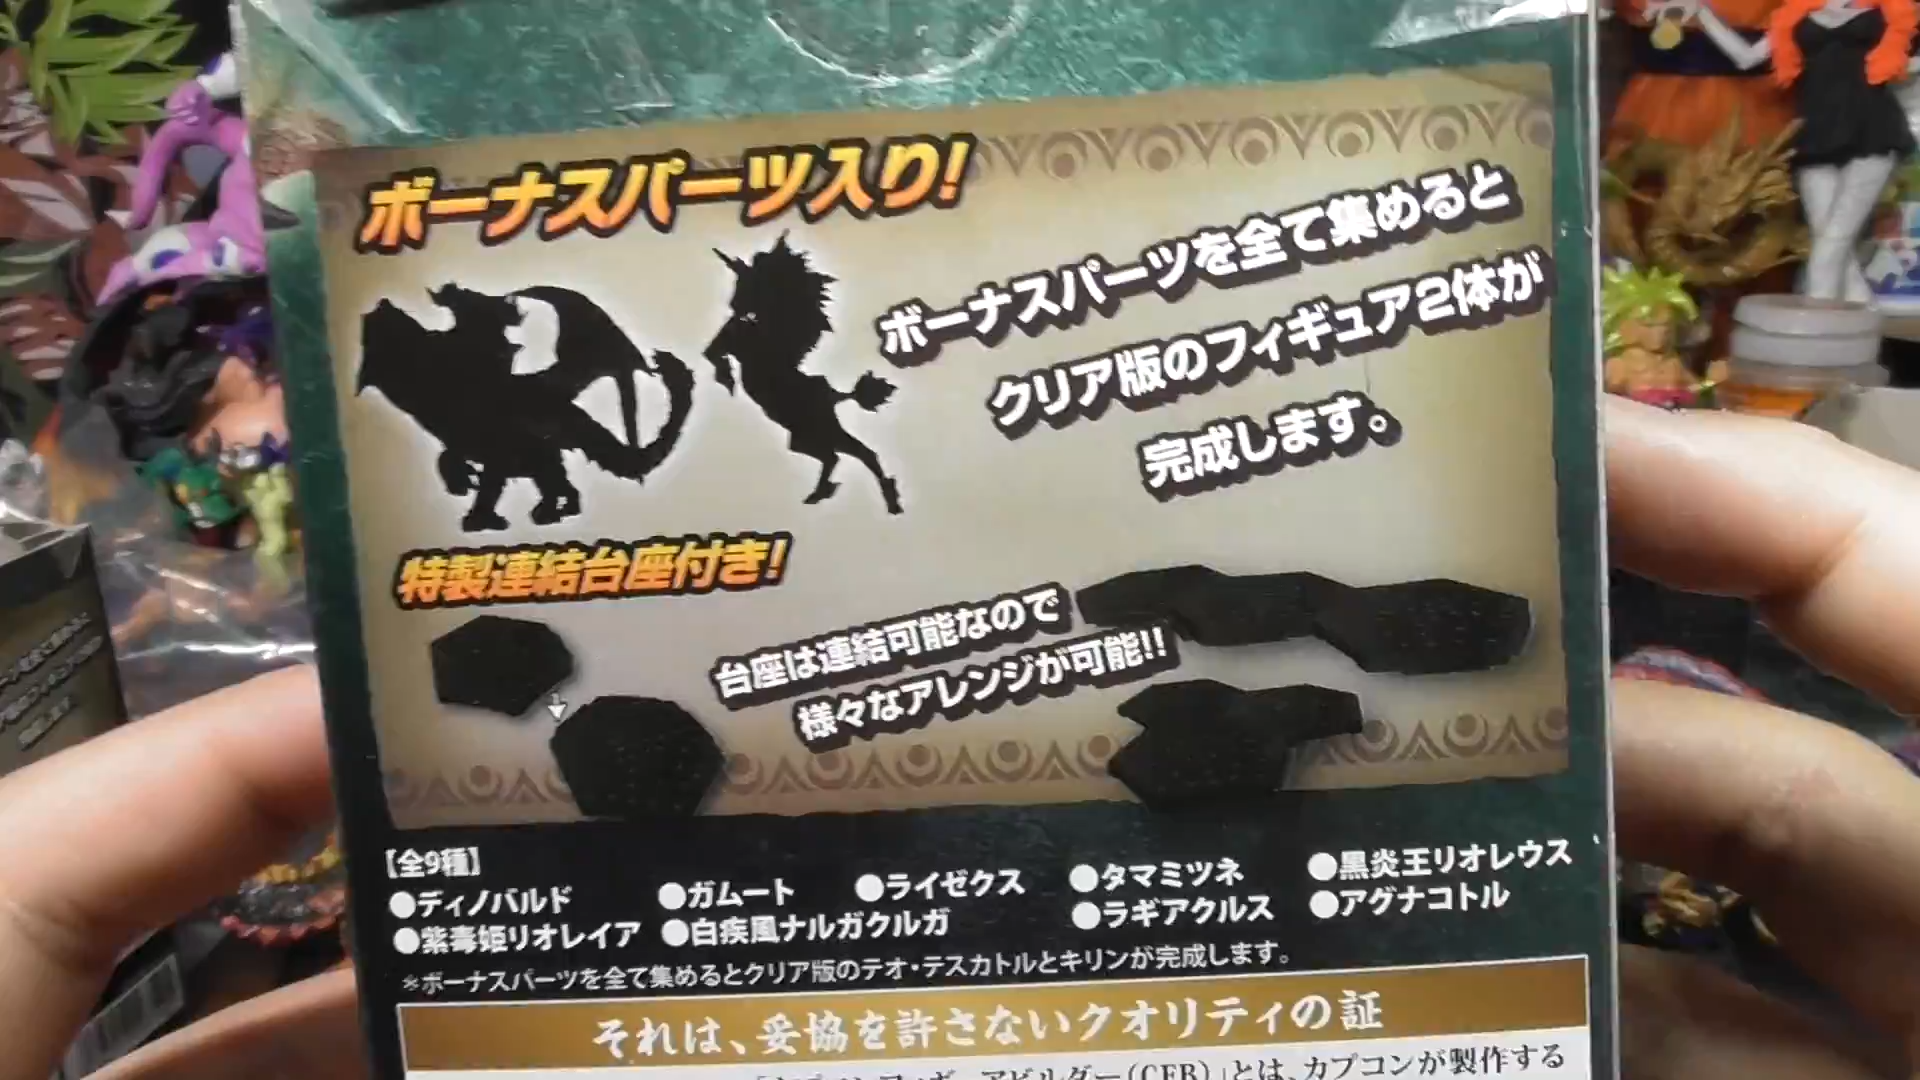 ボーナスパーツ入り!
ボーナスパーツを全て集めると
クリア版のフィギュア2体が
完成します。
特製連結台座付き!
台座は連結可能なので
様々なアレンジが可能!!
【全9種】
●ディノバルド ●ガムート ●ライゼクス ●タマミツネ ●黒炎王リオレウス
●紫毒姫リオレイア ●白疾風ナルガクルガ ●ラギアクルス ●アグナコトル
※ボーナスパーツを全て集めるとクリア版のテオ・テスカトルとキリンが完成します。
それは、妥協を許さないクオリティの証
ビルダー(CFB)」とは、カプコンが製作する